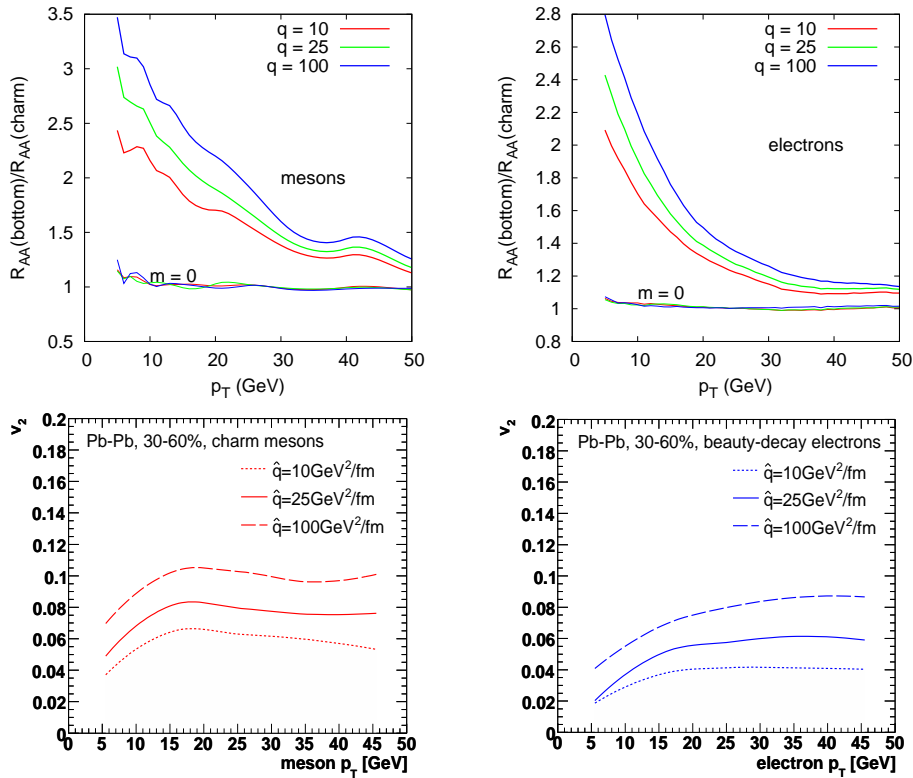 R_AA(bottom)/R_AA(charm)
3.5
3
2.5
2
1.5
1
0.5
q = 10
q = 25
q = 100
mesons
m = 0
0 10 20 30 40 50
p_T (GeV)
R_AA(bottom)/R_AA(charm)
2.8
2.6
2.4
2.2
2
1.8
1.6
1.4
1.2
1
0.8
q = 10
q = 25
q = 100
electrons
m = 0
0 10 20 30 40 50
p_T (GeV)
v_2
0.2
0.18
0.16
0.14
0.12
0.1
0.08
0.06
0.04
0.02
0
Pb-Pb, 30-60%, charm mesons
q̂=10GeV²/fm
q̂=25GeV²/fm
q̂=100GeV²/fm
0 5 10 15 20 25 30 35 40 45 50
meson p_T [GeV]
v_2
0.2
0.18
0.16
0.14
0.12
0.1
0.08
0.06
0.04
0.02
0
Pb-Pb, 30-60%, beauty-decay electrons
q̂=10GeV²/fm
q̂=25GeV²/fm
q̂=100GeV²/fm
0 5 10 15 20 25 30 35 40 45 50
electron p_T [GeV]